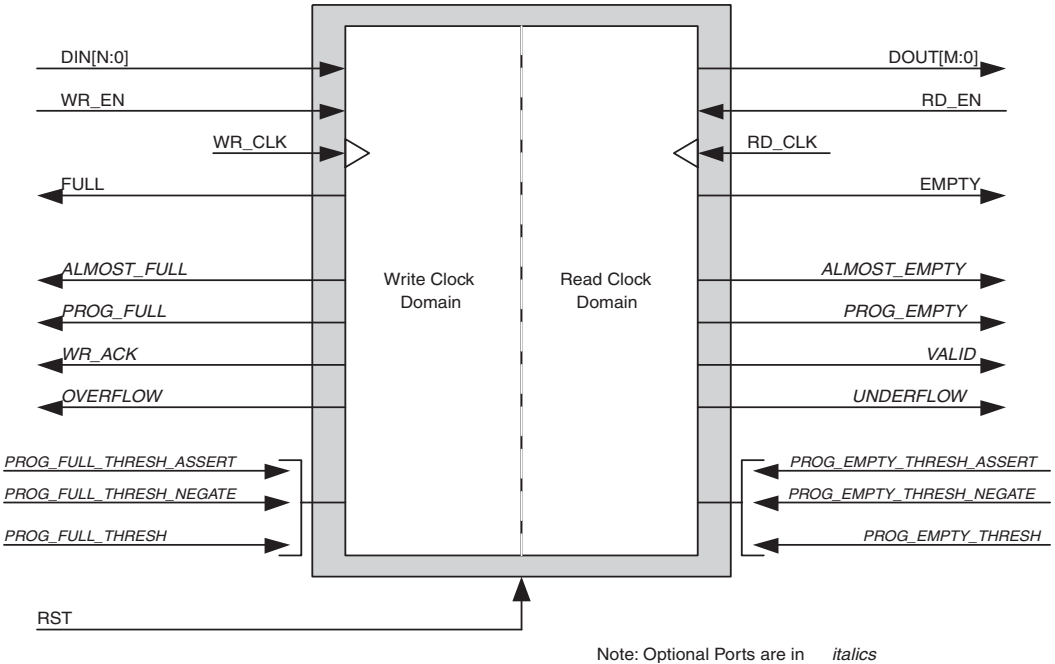 DIN[N:0]
DOUT[M:0]
WR_EN
RD_EN
WR_CLK
RD_CLK
FULL
EMPTY
ALMOST_FULL
Write Clock
Domain
Read Clock
Domain
ALMOST_EMPTY
PROG_FULL
PROG_EMPTY
WR_ACK
VALID
OVERFLOW
UNDERFLOW
PROG_FULL_THRESH_ASSERT
PROG_EMPTY_THRESH_ASSERT
PROG_FULL_THRESH_NEGATE
PROG_EMPTY_THRESH_NEGATE
PROG_FULL_THRESH
PROG_EMPTY_THRESH
RST
Note: Optional Ports are in italics